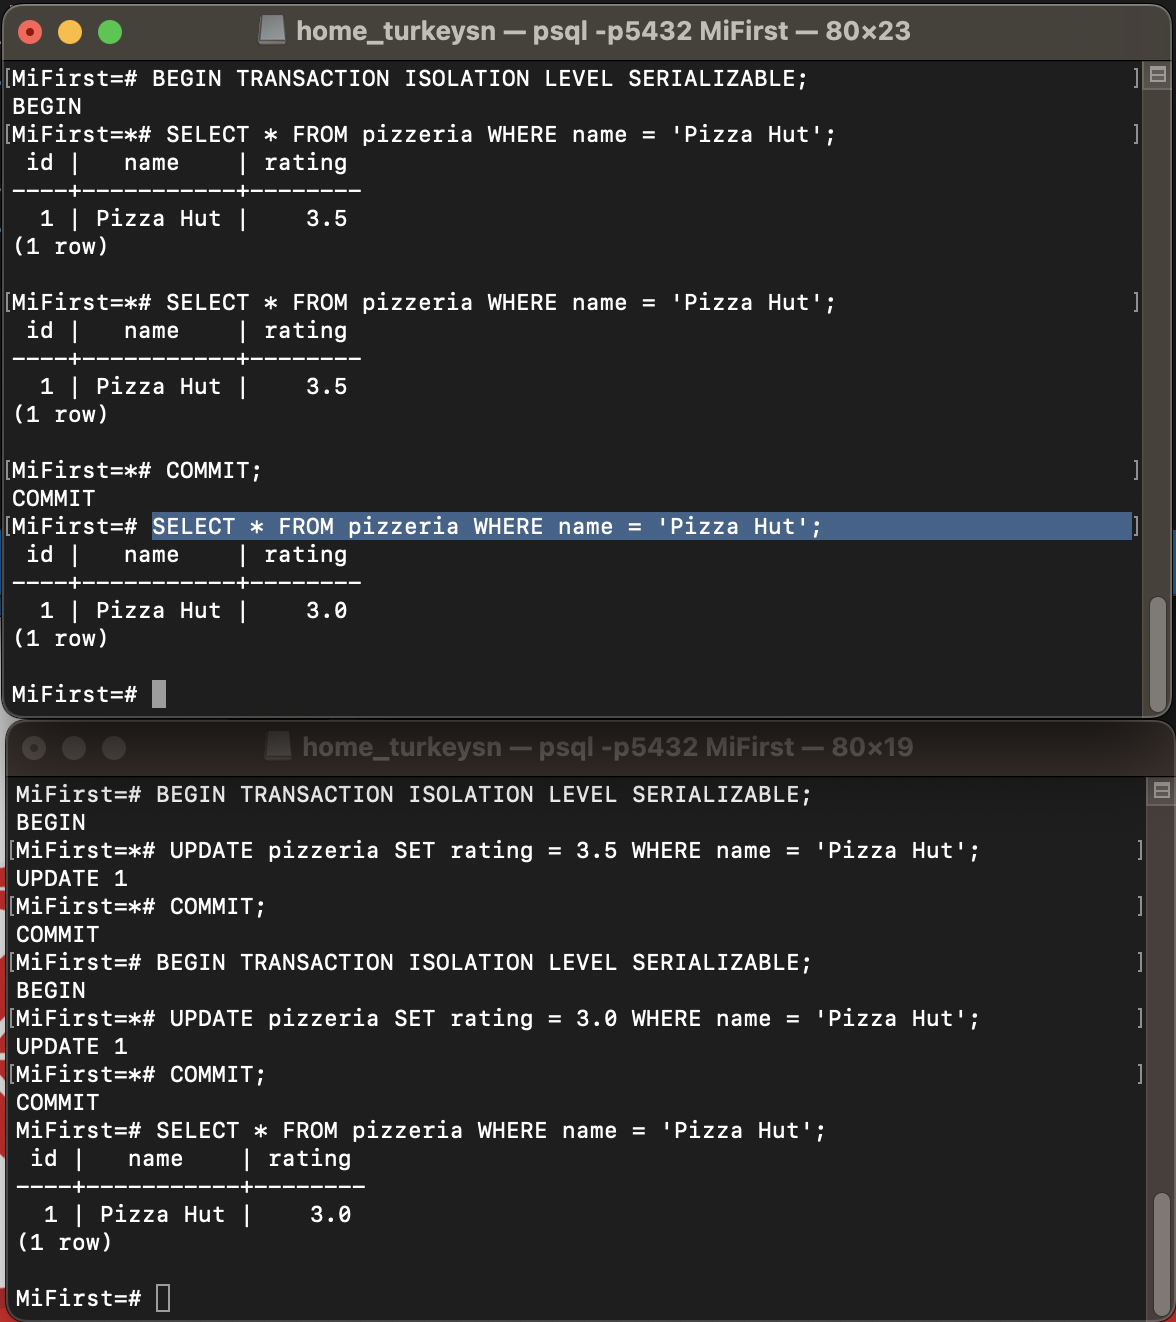 home_turkeysn — psql -p5432 MiFirst — 80×23
[MiFirst=# BEGIN TRANSACTION ISOLATION LEVEL SERIALIZABLE; ]
BEGIN
[MiFirst=*# SELECT * FROM pizzeria WHERE name = 'Pizza Hut'; ]
 id |   name    | rating
----+-----------+--------
  1 | Pizza Hut |    3.5
(1 row)

[MiFirst=*# SELECT * FROM pizzeria WHERE name = 'Pizza Hut'; ]
 id |   name    | rating
----+-----------+--------
  1 | Pizza Hut |    3.5
(1 row)

[MiFirst=*# COMMIT; ]
COMMIT
[MiFirst=# SELECT * FROM pizzeria WHERE name = 'Pizza Hut'; ]
 id |   name    | rating
----+-----------+--------
  1 | Pizza Hut |    3.0
(1 row)

MiFirst=#
home_turkeysn — psql -p5432 MiFirst — 80×19
MiFirst=# BEGIN TRANSACTION ISOLATION LEVEL SERIALIZABLE;
BEGIN
[MiFirst=*# UPDATE pizzeria SET rating = 3.5 WHERE name = 'Pizza Hut'; ]
UPDATE 1
[MiFirst=*# COMMIT; ]
COMMIT
[MiFirst=# BEGIN TRANSACTION ISOLATION LEVEL SERIALIZABLE; ]
BEGIN
[MiFirst=*# UPDATE pizzeria SET rating = 3.0 WHERE name = 'Pizza Hut'; ]
UPDATE 1
[MiFirst=*# COMMIT; ]
COMMIT
MiFirst=# SELECT * FROM pizzeria WHERE name = 'Pizza Hut';
 id |   name    | rating
----+-----------+--------
  1 | Pizza Hut |    3.0
(1 row)

MiFirst=#